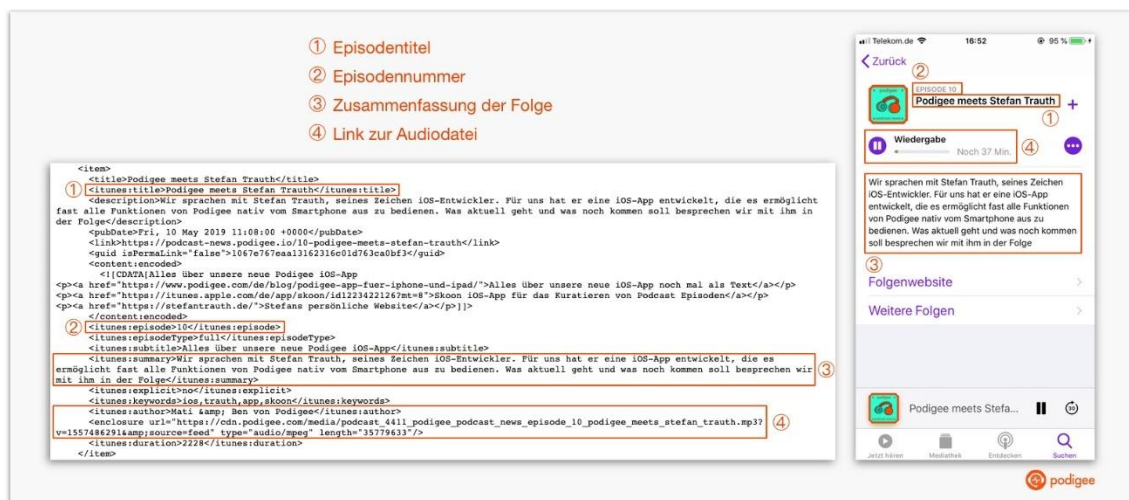 ① Episodentitel
② Episodennummer
③ Zusammenfassung der Folge
④ Link zur Audiodatei
<item>
<title>Podigee meets Stefan Trauth</title>
① <itunes:title>Podigee meets Stefan Trauth</itunes:title>
<description>Wir sprachen mit Stefan Trauth, seines Zeichen iOS-Entwickler. Für uns hat er eine iOS-App entwickelt, die es ermöglicht
fast alle Funktionen von Podigee nativ vom Smartphone aus zu bedienen. Was aktuell geht und was noch kommen soll besprechen wir mit ihm in
der Folge</description>
<pubDate>Fri, 10 May 2019 11:08:00 +0000</pubDate>
<link>https://podcast-news.podigee.io/10-podigee-meets-stefan-trauth</link>
<guid isPermaLink="false">1067e767eaa13162316c01d763ca0bf3</guid>
<content:encoded>
<![CDATA[Alles über unsere neue Podigee iOS-App
<p><a href="https://www.podigee.com/de/blog/podigee-app-fuer-iphone-und-ipad/">Alles über unsere neue iOS-App noch mal als Text</a></p>
<p><a href="https://itunes.apple.com/de/app/skoon/id1223422126?mt=8">Skoon iOS-App für das Kuratieren von Podcast Episoden</a></p>
<p><a href="https://stefantrauth.de/">Stefans persönliche Website</a></p>]]>
</content:encoded>
② <itunes:episode>10</itunes:episode>
<itunes:episodeType>full</itunes:episodeType>
<itunes:subtitle>Alles über unsere neue Podigee iOS-App</itunes:subtitle>
<itunes:summary>Wir sprachen mit Stefan Trauth, seines Zeichen iOS-Entwickler. Für uns hat er eine iOS-App entwickelt, die es
ermöglicht fast alle Funktionen von Podigee nativ vom Smartphone aus zu bedienen. Was aktuell geht und was noch kommen soll besprechen wir ③
mit ihm in der Folge</itunes:summary>
<itunes:explicit>no</itunes:explicit>
<itunes:keywords>ios,trauth,app,skoon</itunes:keywords>
<itunes:author>Mati &amp; Ben von Podigee</itunes:author>
<enclosure url="https://cdn.podigee.com/media/podcast_4411_podigee_podcast_news_episode_10_podigee_meets_stefan_trauth.mp3? ④
v=1557486291&amp;source=feed" type="audio/mpeg" length="35779633"/>
<itunes:duration>2228</itunes:duration>
</item>
Telekom.de 16:52 95 %
Zurück
②
EPISODE 10
Podigee meets Stefan Trauth +
①
Wiedergabe
Noch 37 Min. ④
Wir sprachen mit Stefan Trauth, seines Zeichen
iOS-Entwickler. Für uns hat er eine iOS-App
entwickelt, die es ermöglicht fast alle Funktionen
von Podigee nativ vom Smartphone aus zu
bedienen. Was aktuell geht und was noch kommen
soll besprechen wir mit ihm in der Folge
③
Folgenwebsite
Weitere Folgen
Podigee meets Stefa... 30
Jetzt hören Mediathek Entdecken Suchen
podigee